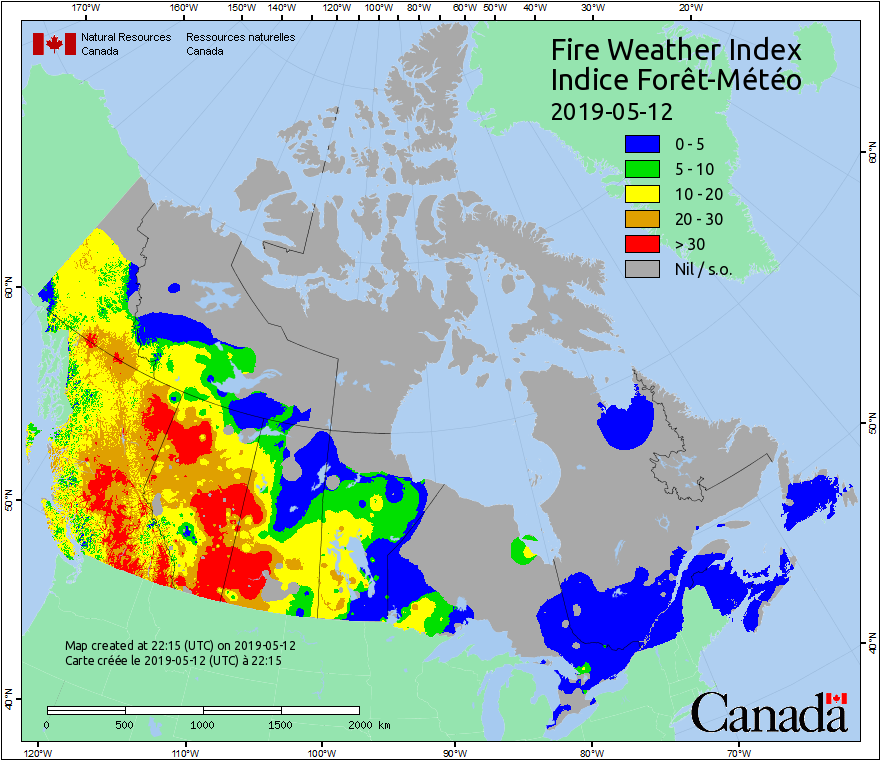 170°W 160°W 150°W 140°W 130°W 120°W 110°W 100°W 90°W 80°W 70°W 60°W 50°W 40°W 30°W 20°W
Natural Resources Canada
Ressources naturelles Canada
Fire Weather Index
Indice Forêt-Météo
2019-05-12
0 - 5
5 - 10
10 - 20
20 - 30
> 30
Nil / s.o.
60°N
60°N
50°N
50°N
40°N
40°N
Map created at 22:15 (UTC) on 2019-05-12
Carte créée le 2019-05-12 (UTC) à 22:15
0 500 1000 1500 2000 km
Canada
120°W 110°W 100°W 90°W 80°W 70°W